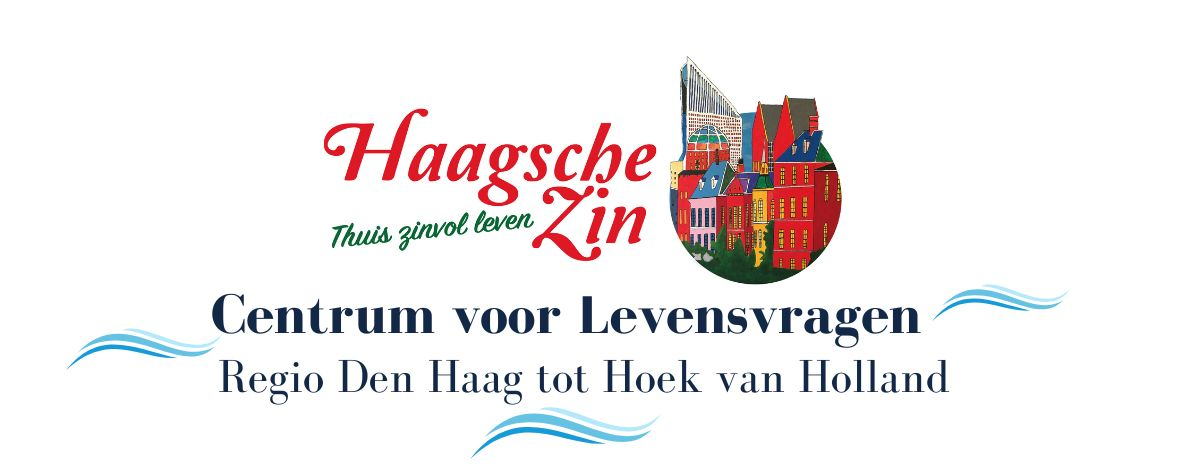 Haagsche
Zin
Thuis zinvol leven
Centrum voor Levensvragen
Regio Den Haag tot Hoek van Holland